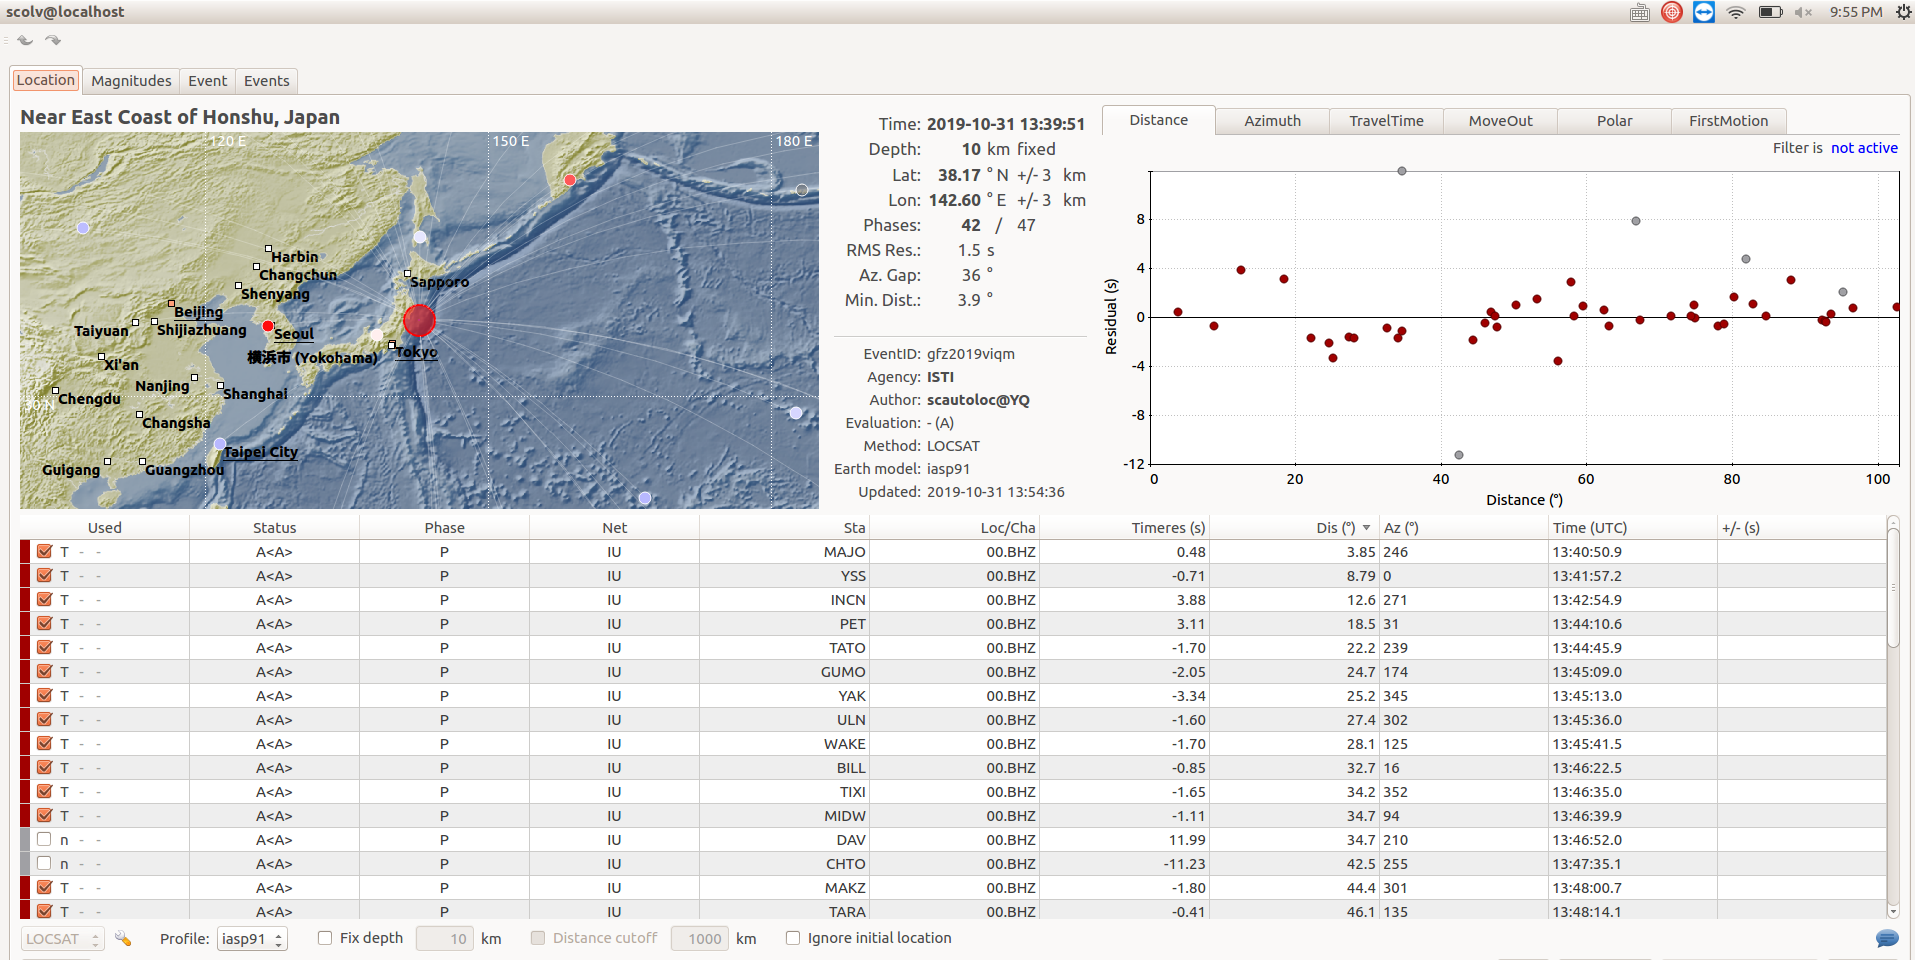 scolv@localhost
9:55 PM
Location Magnitudes Event Events
Near East Coast of Honshu, Japan
120 E
150 E
180 E
30 N
Harbin
Changchun
Shenyang
Sapporo
Beijing
Taiyuan
Shijiazhuang
Seoul
Tokyo
横浜市 (Yokohama)
Xi'an
Nanjing
Shanghai
Chengdu
Changsha
Taipei City
Guigang
Guangzhou
Time: 2019-10-31 13:39:51
Depth: 10 km fixed
Lat: 38.17 ° N +/- 3 km
Lon: 142.60 ° E +/- 3 km
Phases: 42 / 47
RMS Res.: 1.5 s
Az. Gap: 36 °
Min. Dist.: 3.9 °
EventID: gfz2019viqm
Agency: ISTI
Author: scautoloc@YQ
Evaluation: - (A)
Method: LOCSAT
Earth model: iasp91
Updated: 2019-10-31 13:54:36
Distance Azimuth TravelTime MoveOut Polar FirstMotion
Filter is not active
Residual (s)
8
4
0
-4
-8
-12
0 20 40 60 80 100
Distance (°)
Used Status Phase Net Sta Loc/Cha Timeres (s) Dis (°) Az (°) Time (UTC) +/- (s)
T - - A<A> P IU MAJO 00.BHZ 0.48 3.85 246 13:40:50.9
T - - A<A> P IU YSS 00.BHZ -0.71 8.79 0 13:41:57.2
T - - A<A> P IU INCN 00.BHZ 3.88 12.6 271 13:42:54.9
T - - A<A> P IU PET 00.BHZ 3.11 18.5 31 13:44:10.6
T - - A<A> P IU TATO 00.BHZ -1.70 22.2 239 13:44:45.9
T - - A<A> P IU GUMO 00.BHZ -2.05 24.7 174 13:45:09.0
T - - A<A> P IU YAK 00.BHZ -3.34 25.2 345 13:45:13.0
T - - A<A> P IU ULN 00.BHZ -1.60 27.4 302 13:45:36.0
T - - A<A> P IU WAKE 00.BHZ -1.70 28.1 125 13:45:41.5
T - - A<A> P IU BILL 00.BHZ -0.85 32.7 16 13:46:22.5
T - - A<A> P IU TIXI 00.BHZ -1.65 34.2 352 13:46:35.0
T - - A<A> P IU MIDW 00.BHZ -1.11 34.7 94 13:46:39.9
n - - A<A> P IU DAV 00.BHZ 11.99 34.7 210 13:46:52.0
n - - A<A> P IU CHTO 00.BHZ -11.23 42.5 255 13:47:35.1
T - - A<A> P IU MAKZ 00.BHZ -1.80 44.4 301 13:48:00.7
T - - A<A> P IU TARA 00.BHZ -0.41 46.1 135 13:48:14.1
LOCSAT Profile: iasp91 Fix depth 10 km Distance cutoff 1000 km Ignore initial location